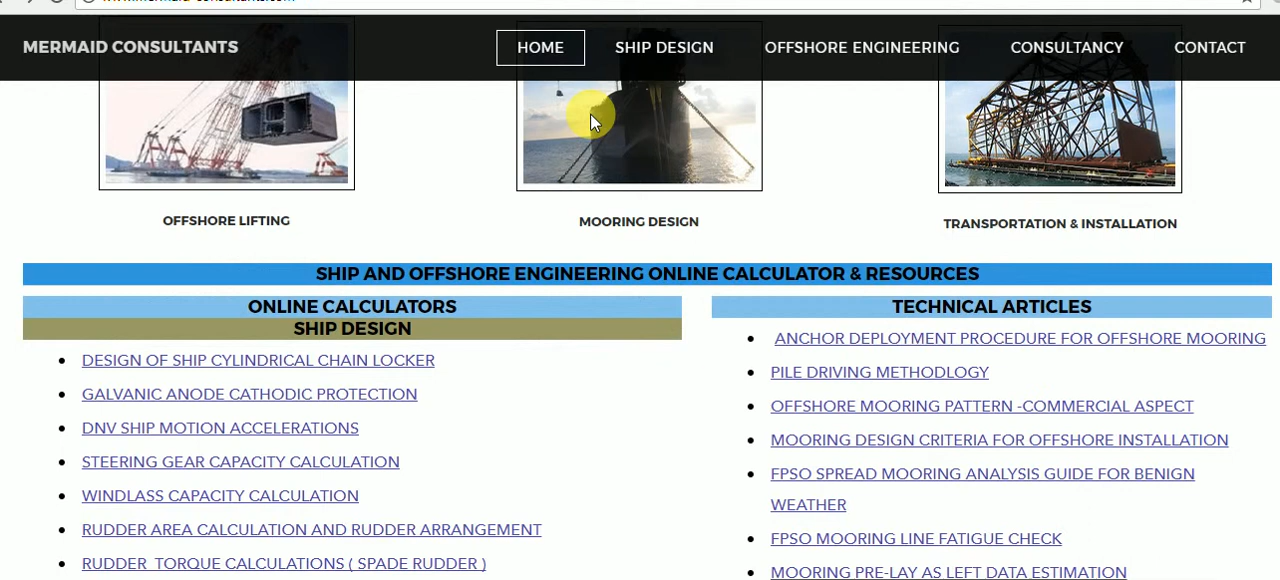 MERMAID CONSULTANTS
HOME
SHIP DESIGN
OFFSHORE ENGINEERING
CONSULTANCY
CONTACT
OFFSHORE LIFTING
MOORING DESIGN
TRANSPORTATION & INSTALLATION
SHIP AND OFFSHORE ENGINEERING ONLINE CALCULATOR & RESOURCES
ONLINE CALCULATORS
SHIP DESIGN
DESIGN OF SHIP CYLINDRICAL CHAIN LOCKER
GALVANIC ANODE CATHODIC PROTECTION
DNV SHIP MOTION ACCELERATIONS
STEERING GEAR CAPACITY CALCULATION
WINDLASS CAPACITY CALCULATION
RUDDER AREA CALCULATION AND RUDDER ARRANGEMENT
RUDDER TORQUE CALCULATIONS ( SPADE RUDDER )
TECHNICAL ARTICLES
ANCHOR DEPLOYMENT PROCEDURE FOR OFFSHORE MOORING
PILE DRIVING METHODLOGY
OFFSHORE MOORING PATTERN -COMMERCIAL ASPECT
MOORING DESIGN CRITERIA FOR OFFSHORE INSTALLATION
FPSO SPREAD MOORING ANALYSIS GUIDE FOR BENIGN
WEATHER
FPSO MOORING LINE FATIGUE CHECK
MOORING PRE-LAY AS LEFT DATA ESTIMATION